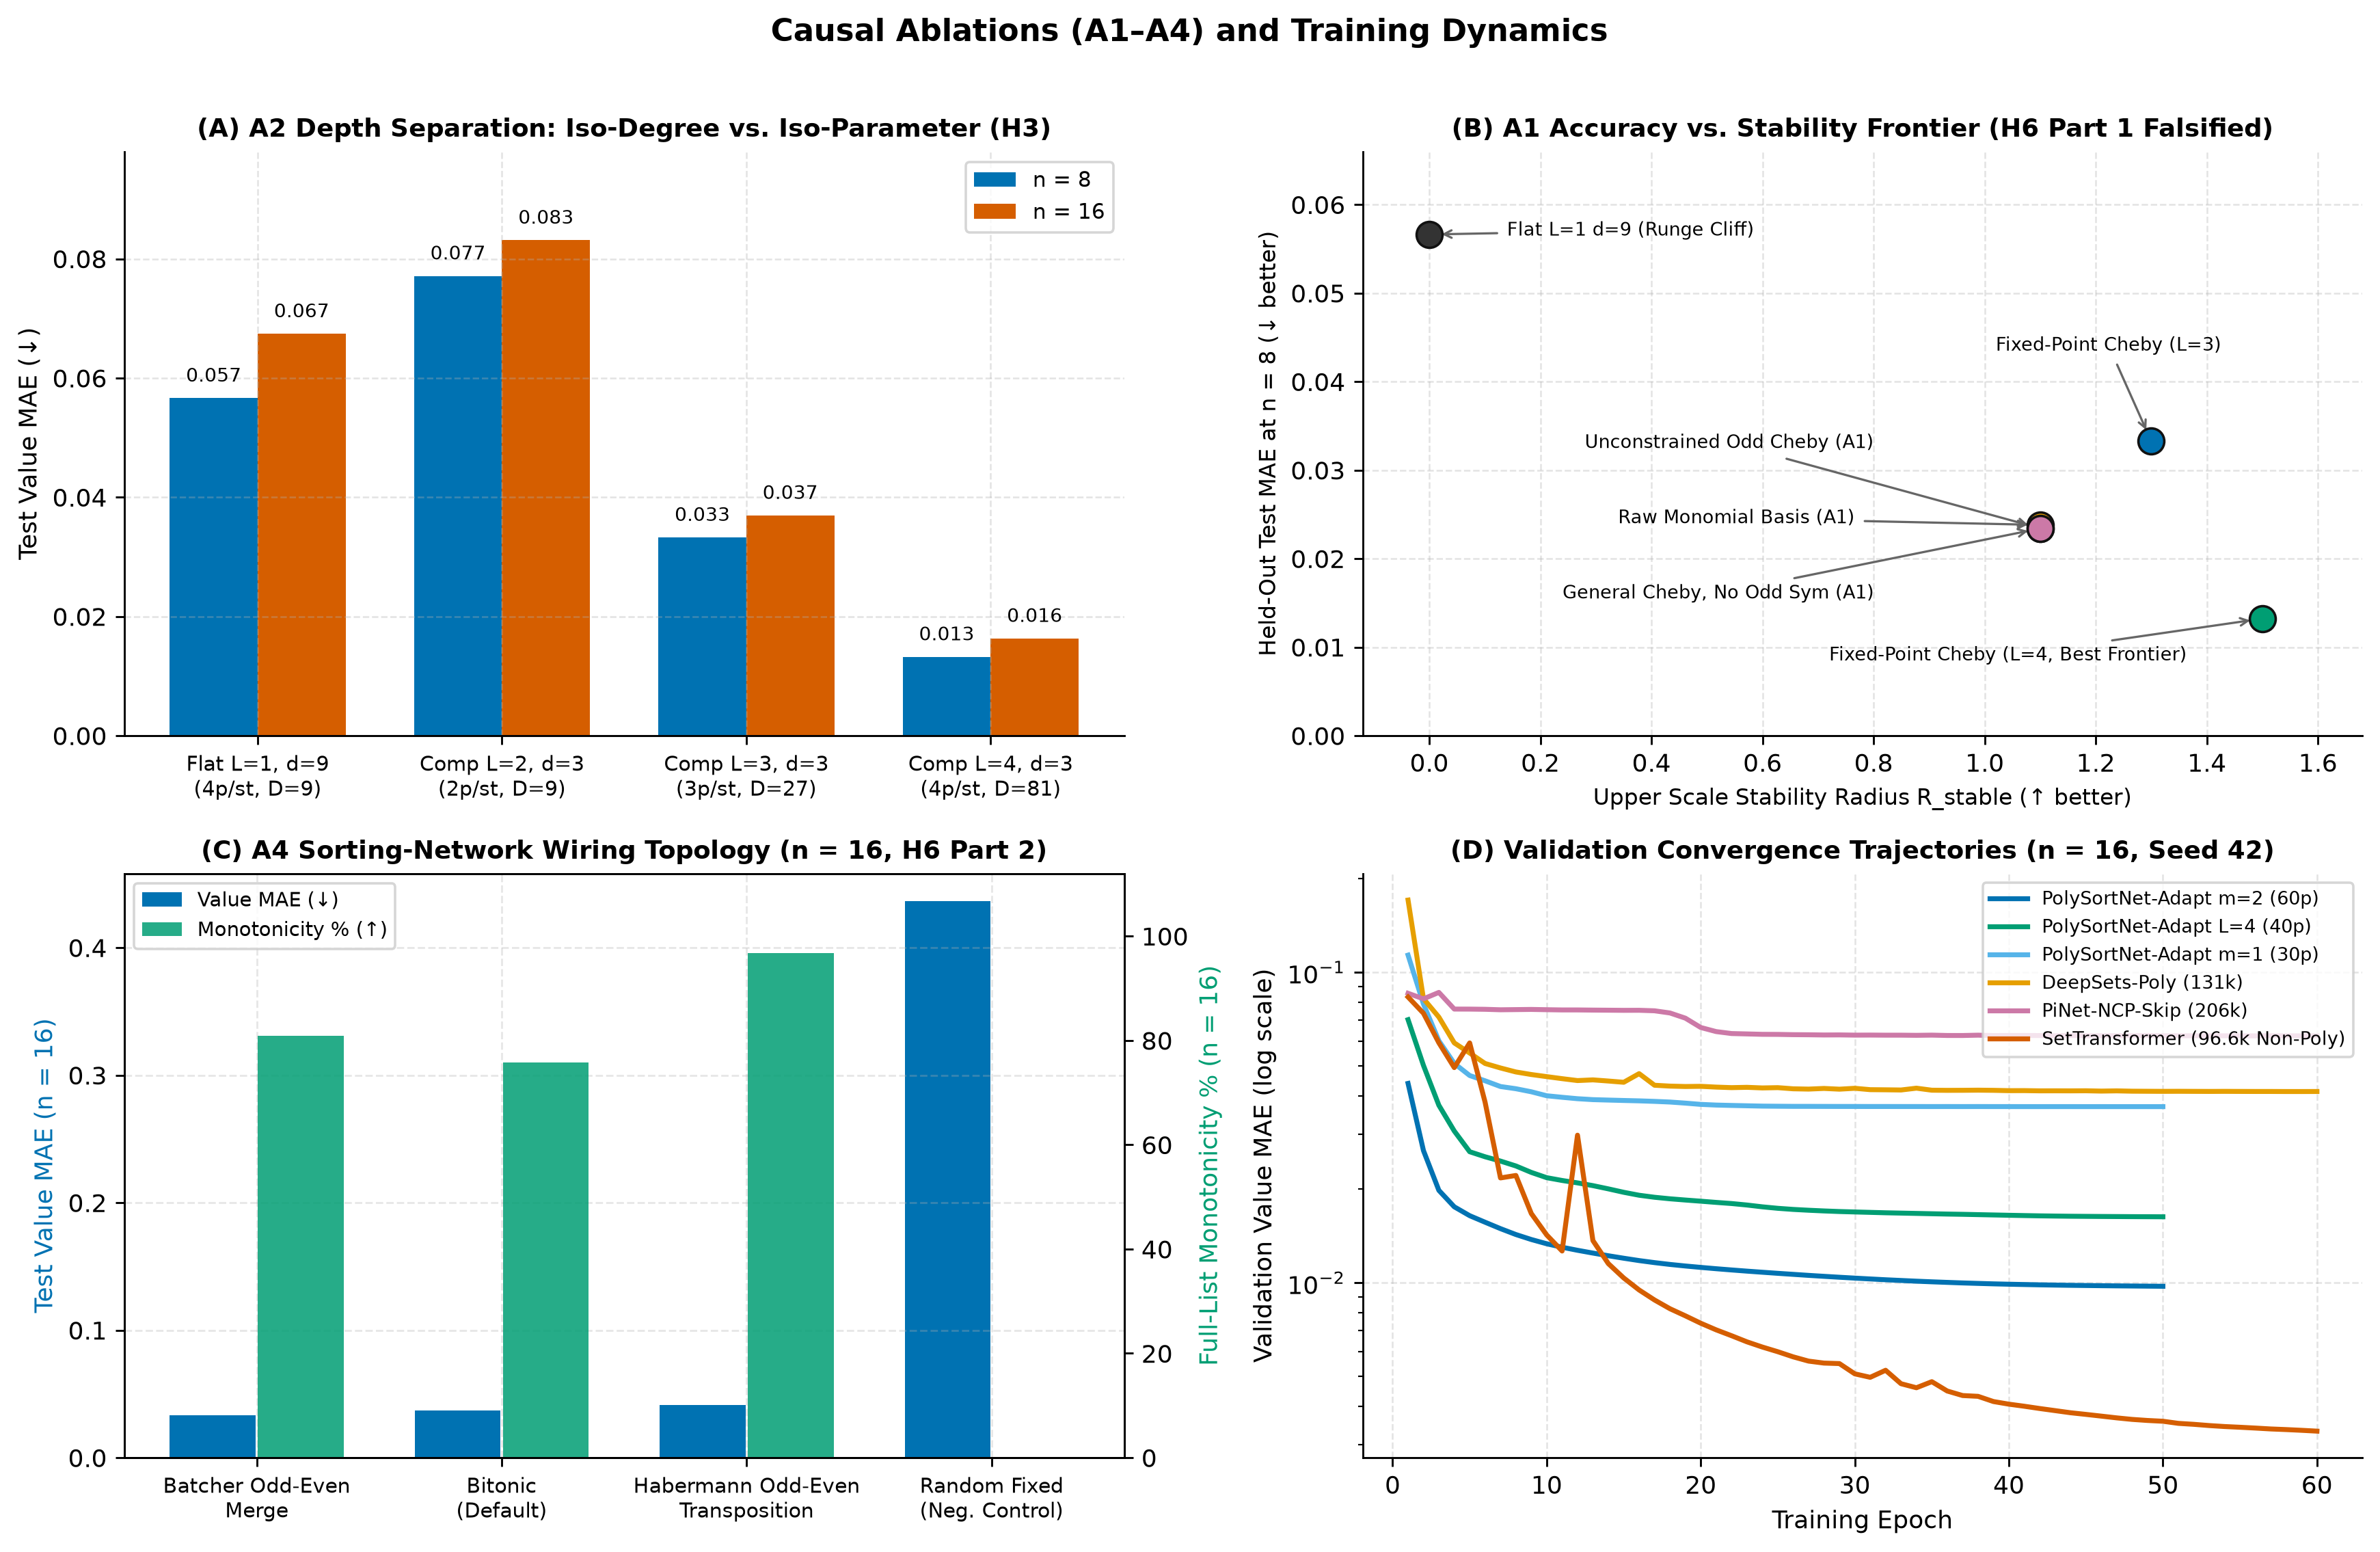 Causal Ablations (A1–A4) and Training Dynamics
(A) A2 Depth Separation: Iso-Degree vs. Iso-Parameter (H3)
Test Value MAE (↓)
0.08
0.06
0.04
0.02
0.00
n = 8
n = 16
0.057
0.067
0.077
0.083
0.033
0.037
0.013
0.016
Flat L=1, d=9
(4p/st, D=9)
Comp L=2, d=3
(2p/st, D=9)
Comp L=3, d=3
(3p/st, D=27)
Comp L=4, d=3
(4p/st, D=81)
(B) A1 Accuracy vs. Stability Frontier (H6 Part 1 Falsified)
Held-Out Test MAE at n = 8 (↓ better)
0.06
0.05
0.04
0.03
0.02
0.01
0.00
Flat L=1 d=9 (Runge Cliff)
Fixed-Point Cheby (L=3)
Unconstrained Odd Cheby (A1)
Raw Monomial Basis (A1)
General Cheby, No Odd Sym (A1)
Fixed-Point Cheby (L=4, Best Frontier)
0.0 0.2 0.4 0.6 0.8 1.0 1.2 1.4 1.6
Upper Scale Stability Radius R_stable (↑ better)
(C) A4 Sorting-Network Wiring Topology (n = 16, H6 Part 2)
Test Value MAE (n = 16)
0.4
0.3
0.2
0.1
0.0
Value MAE (↓)
Monotonicity % (↑)
100
80
60
40
20
0
Full-List Monotonicity % (n = 16)
Batcher Odd-Even
Merge
Bitonic
(Default)
Habermann Odd-Even
Transposition
Random Fixed
(Neg. Control)
(D) Validation Convergence Trajectories (n = 16, Seed 42)
Validation Value MAE (log scale)
10⁻¹
10⁻²
PolySortNet-Adapt m=2 (60p)
PolySortNet-Adapt L=4 (40p)
PolySortNet-Adapt m=1 (30p)
DeepSets-Poly (131k)
PiNet-NCP-Skip (206k)
SetTransformer (96.6k Non-Poly)
0 10 20 30 40 50 60
Training Epoch